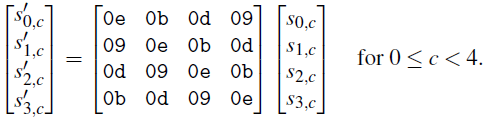 [s′0,c] [0e 0b 0d 09] [s0,c]
[s′1,c] [09 0e 0b 0d] [s1,c]
[s′2,c] = [0d 09 0e 0b] [s2,c] for 0 ≤ c < 4.
[s′3,c] [0b 0d 09 0e] [s3,c]